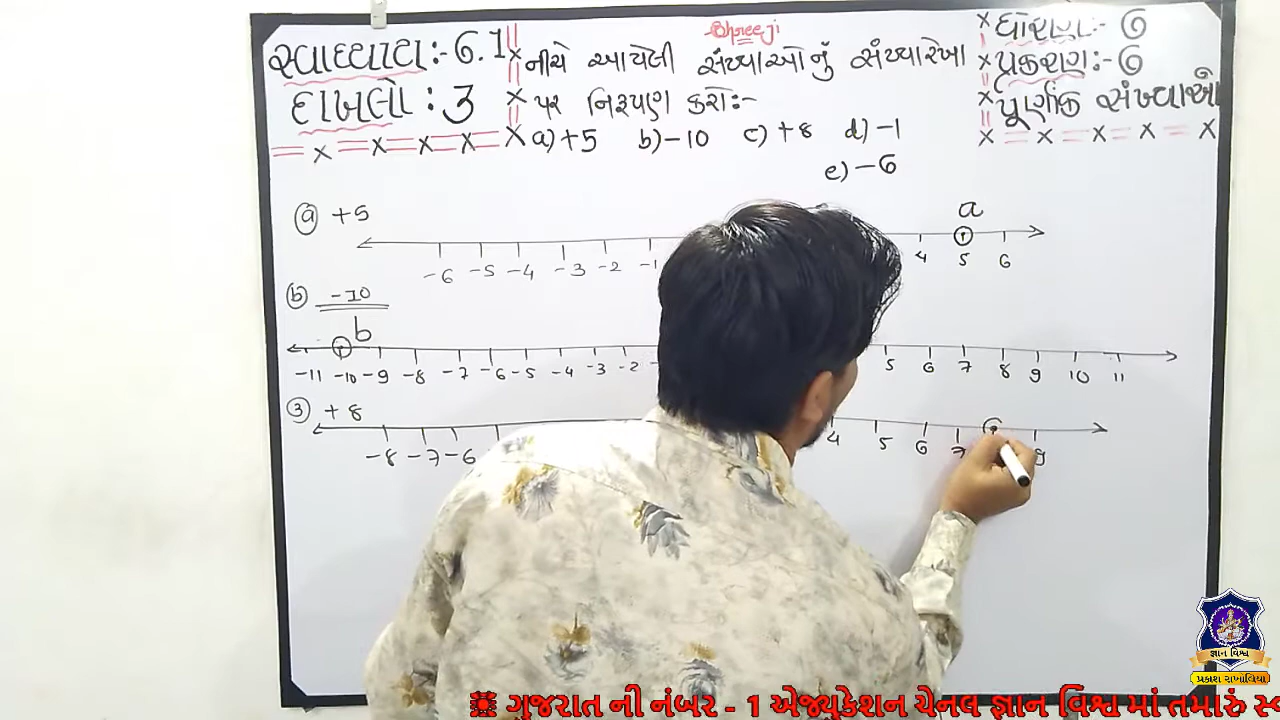 Shreeji
સ્વાધ્યાય:- 6.1
દાખલો : 3
નીચે આપેલી સંખ્યાઓનું સંખ્યારેખા
પર નિરૂપણ કરો:-
a) +5 b) -10 c) +8 d) -1
e) -6
ધોરણ:- 6
પ્રકરણ:- 6
પૂર્ણાંક સંખ્યાઓ
a +5
a
-6 -5 -4 -3 -2 -1 4 5 6
b -10
b
-11 -10 -9 -8 -7 -6 -5 -4 -3 -2 5 6 7 8 9 10 11
3 +8
-8 -7 -6 4 5 6 7 9
જ્ઞાન વિશ્વ
પ્રકાશ રાખોલિયા
ગુજરાત ની નંબર - 1 એજ્યુકેશન ચેનલ જ્ઞાન વિશ્વ માં તમારું સ્વ